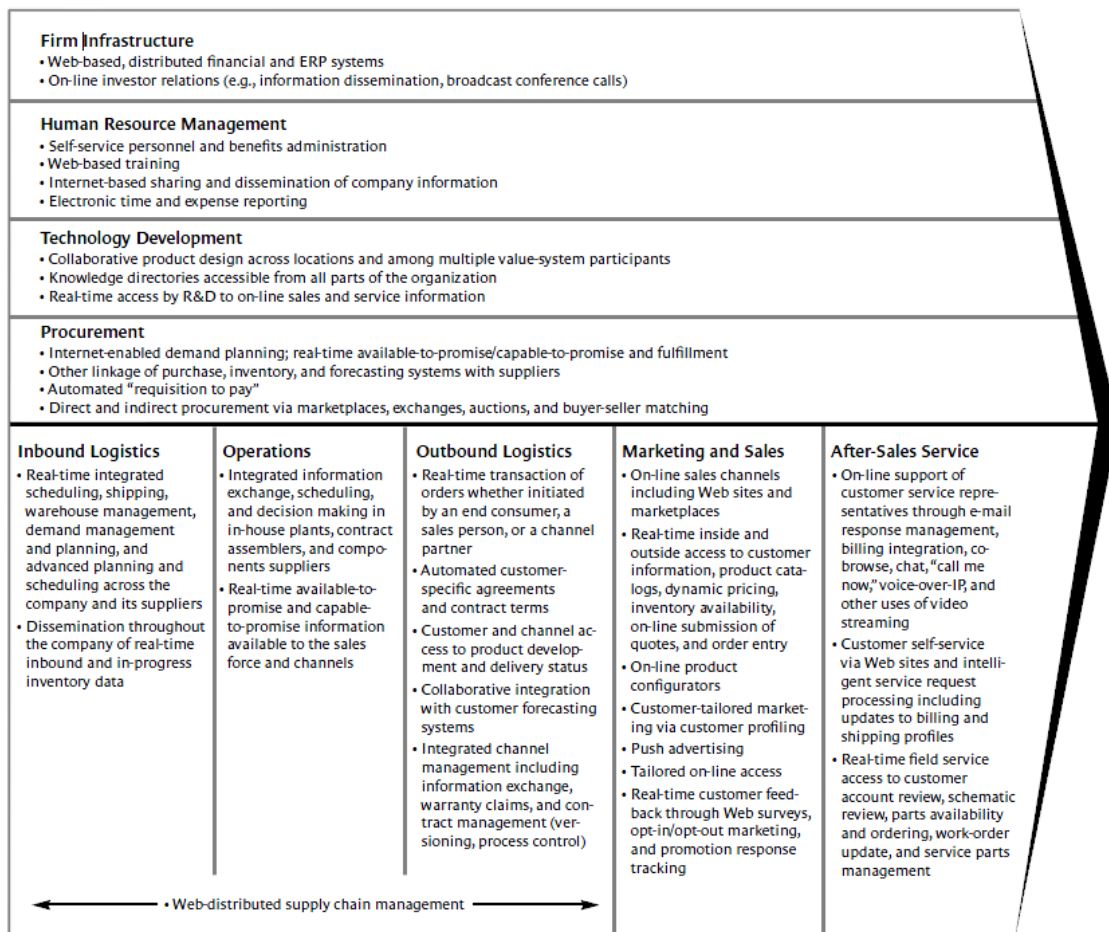 Firm Infrastructure
• Web-based, distributed financial and ERP systems
• On-line investor relations (e.g., information dissemination, broadcast conference calls)
Human Resource Management
• Self-service personnel and benefits administration
• Web-based training
• Internet-based sharing and dissemination of company information
• Electronic time and expense reporting
Technology Development
• Collaborative product design across locations and among multiple value-system participants
• Knowledge directories accessible from all parts of the organization
• Real-time access by R&D to on-line sales and service information
Procurement
• Internet-enabled demand planning; real-time available-to-promise/capable-to-promise and fulfillment
• Other linkage of purchase, inventory, and forecasting systems with suppliers
• Automated “requisition to pay”
• Direct and indirect procurement via marketplaces, exchanges, auctions, and buyer-seller matching
Inbound Logistics
• Real-time integrated
scheduling, shipping,
warehouse management,
demand management
and planning, and
advanced planning and
scheduling across the
company and its suppliers
• Dissemination throughout
the company of real-time
inbound and in-progress
inventory data
Operations
• Integrated information
exchange, scheduling,
and decision making in
in-house plants, contract
assemblers, and compo-
nents suppliers
• Real-time available-to-
promise and capable-
to-promise information
available to the sales
force and channels
Outbound Logistics
• Real-time transaction of
orders whether initiated
by an end consumer, a
sales person, or a channel
partner
• Automated customer-
specific agreements
and contract terms
• Customer and channel ac-
cess to product develop-
ment and delivery status
• Collaborative integration
with customer forecasting
systems
• Integrated channel
management including
information exchange,
warranty claims, and con-
tract management (ver-
sioning, process control)
Marketing and Sales
• On-line sales channels
including Web sites and
marketplaces
• Real-time inside and
outside access to customer
information, product cata-
logs, dynamic pricing,
inventory availability,
on-line submission of
quotes, and order entry
• On-line product
configurators
• Customer-tailored market-
ing via customer profiling
• Push advertising
• Tailored on-line access
• Real-time customer feed-
back through Web surveys,
opt-in/opt-out marketing,
and promotion response
tracking
After-Sales Service
• On-line support of
customer service repre-
sentatives through e-mail
response management,
billing integration, co-
browse, chat, “call me
now,” voice-over-IP, and
other uses of video
streaming
• Customer self-service
via Web sites and intelli-
gent service request
processing including
updates to billing and
shipping profiles
• Real-time field service
access to customer
account review, schematic
review, parts availability
and ordering, work-order
update, and service parts
management
• Web-distributed supply chain management